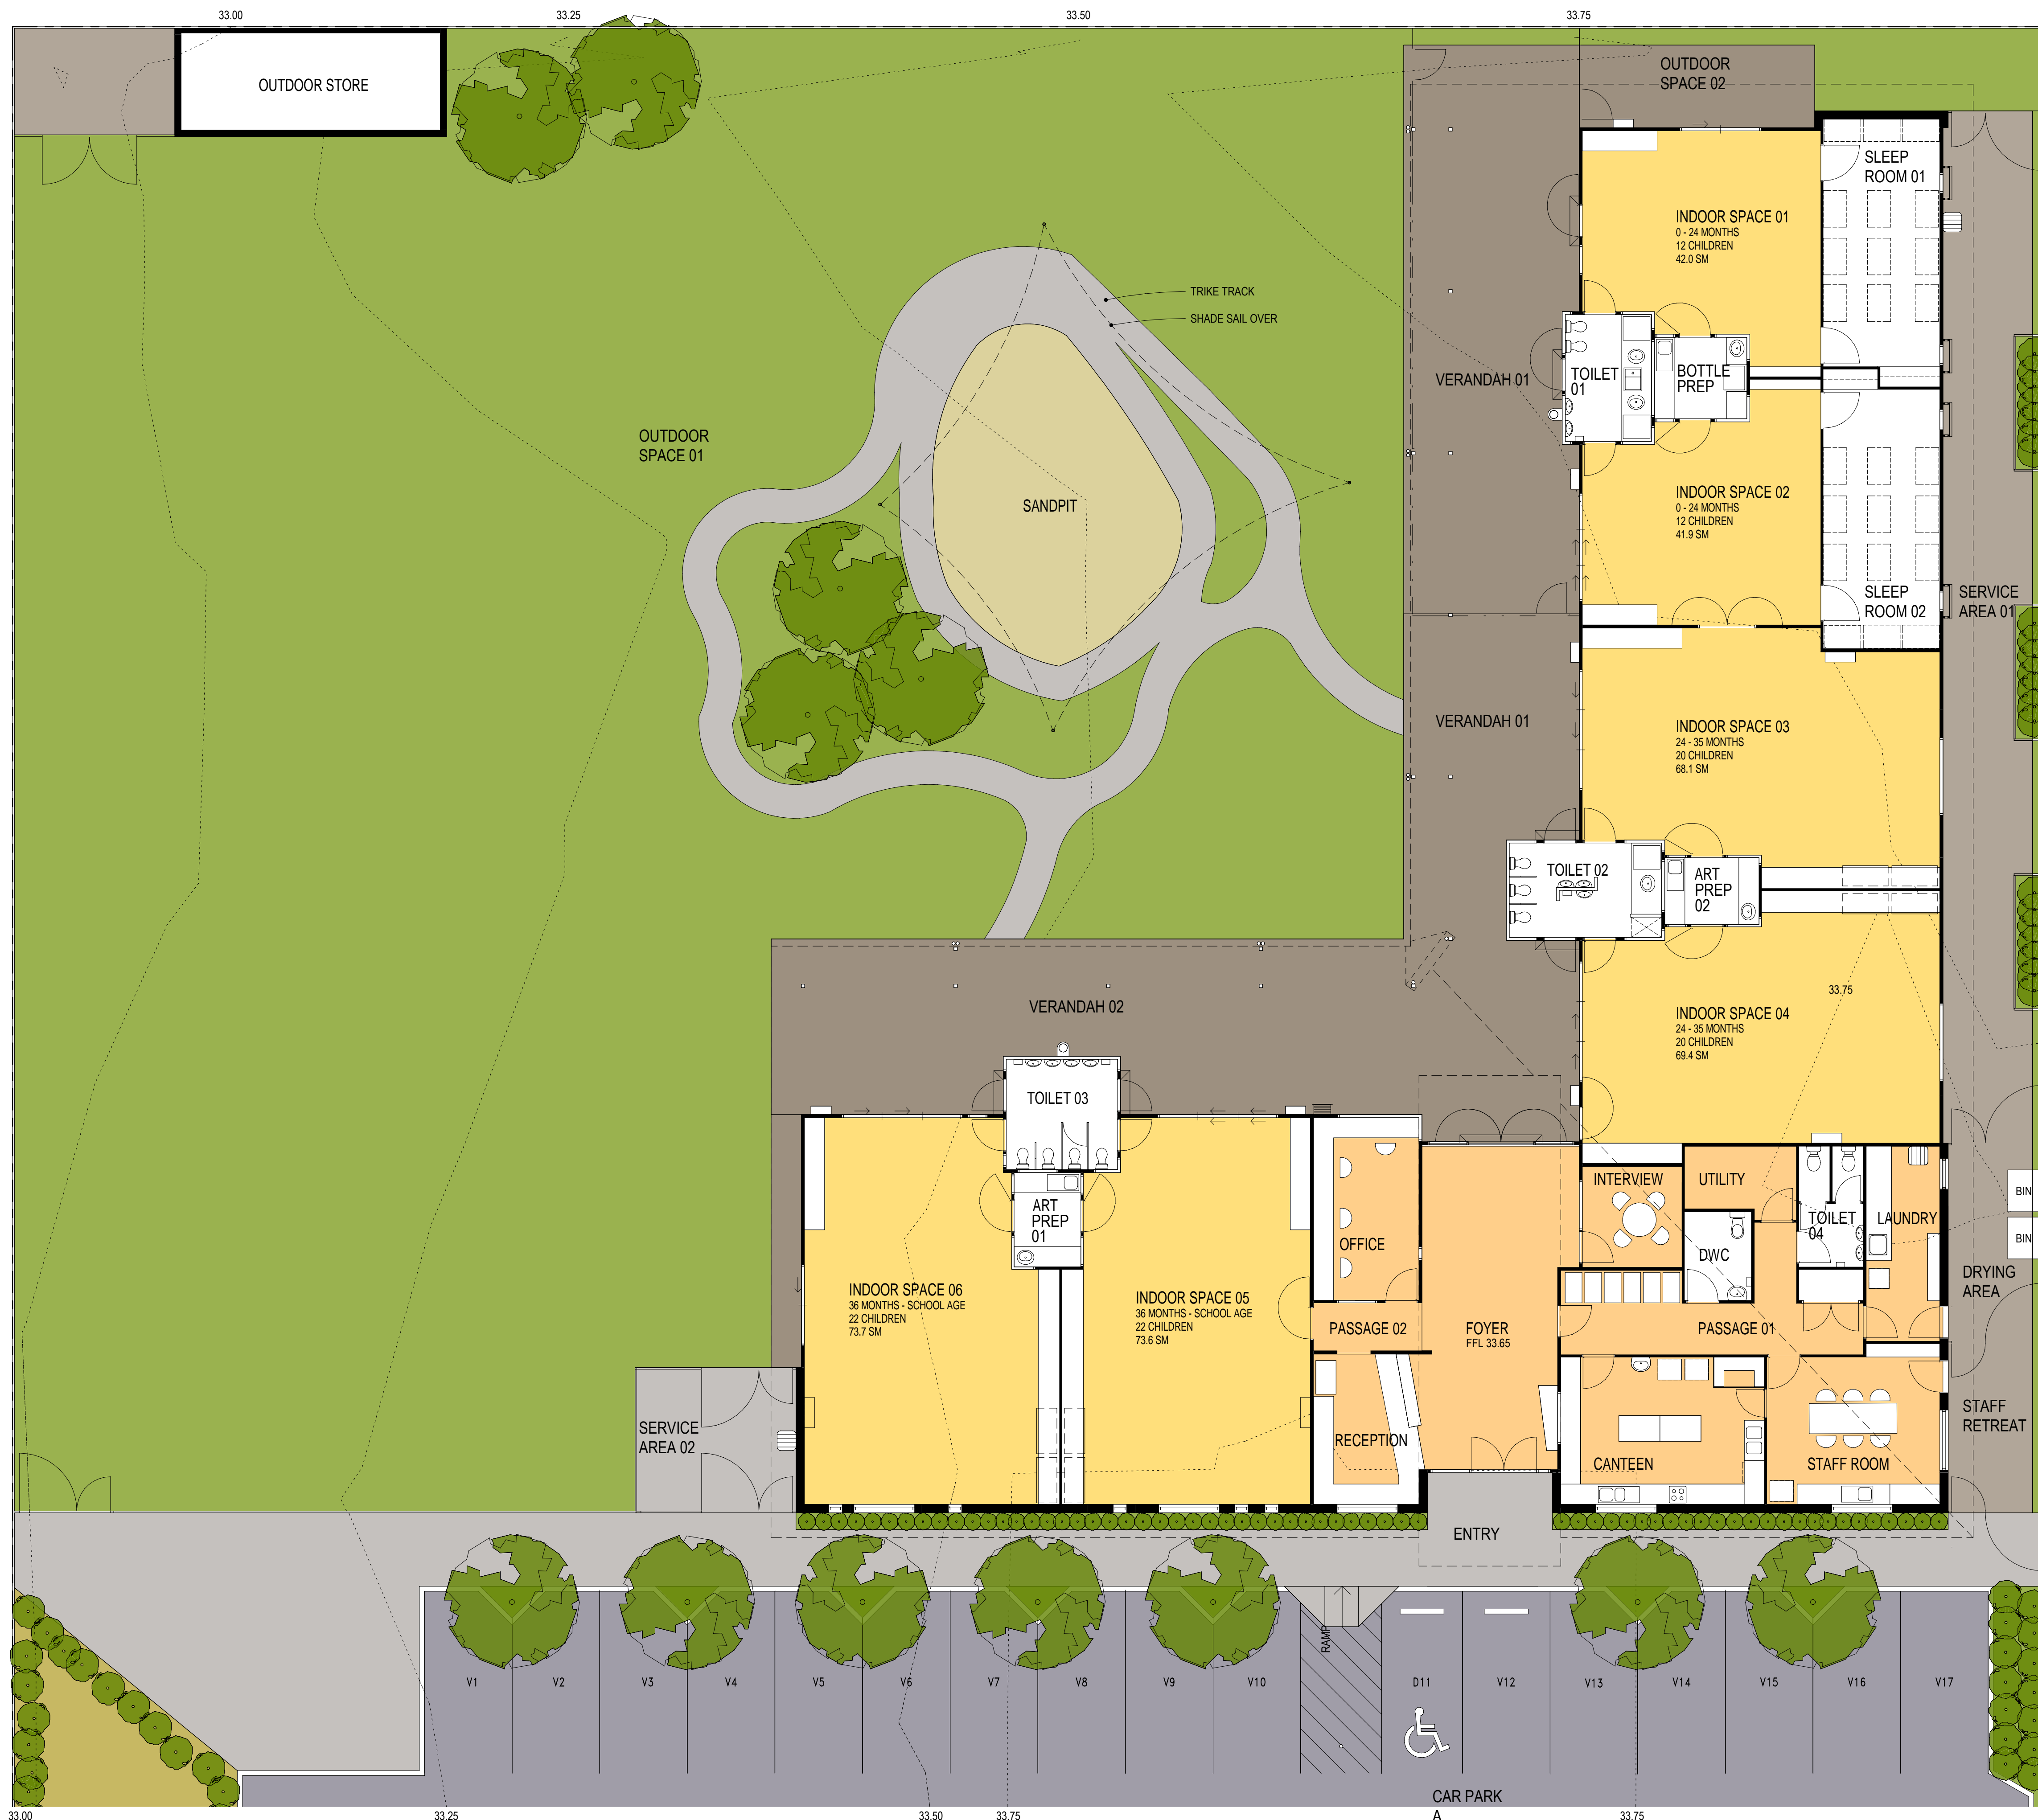 33.00
33.25
33.50
33.75
OUTDOOR STORE
OUTDOOR
SPACE 02
SLEEP
ROOM 01
INDOOR SPACE 01
0 - 24 MONTHS
12 CHILDREN
42.0 SM
TRIKE TRACK
SHADE SAIL OVER
VERANDAH 01
TOILET
01
BOTTLE
PREP
OUTDOOR
SPACE 01
SANDPIT
INDOOR SPACE 02
0 - 24 MONTHS
12 CHILDREN
41.9 SM
SLEEP
ROOM 02
SERVICE
AREA 01
VERANDAH 01
INDOOR SPACE 03
24 - 35 MONTHS
20 CHILDREN
68.1 SM
TOILET 02
ART
PREP
02
33.75
VERANDAH 02
INDOOR SPACE 04
24 - 35 MONTHS
20 CHILDREN
69.4 SM
TOILET 03
INTERVIEW
UTILITY
BIN
ART
PREP
01
TOILET
04
LAUNDRY
BIN
OFFICE
DWC
INDOOR SPACE 06
36 MONTHS - SCHOOL AGE
22 CHILDREN
73.7 SM
INDOOR SPACE 05
36 MONTHS - SCHOOL AGE
22 CHILDREN
73.6 SM
DRYING
AREA
PASSAGE 02
FOYER
FFL 33.65
PASSAGE 01
SERVICE
AREA 02
RECEPTION
CANTEEN
STAFF ROOM
STAFF
RETREAT
ENTRY
RAMP
V1
V2
V3
V4
V5
V6
V7
V8
V9
V10
D11
V12
V13
V14
V15
V16
V17
CAR PARK
A
33.00
33.25
33.50
33.75
33.75